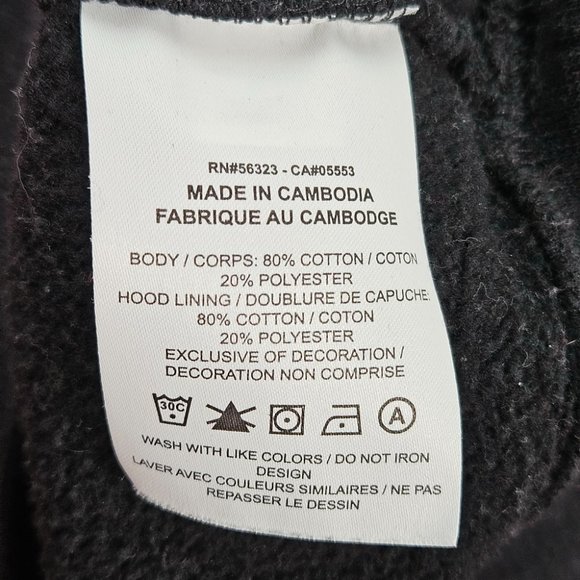 RN#56323 - CA#05553
MADE IN CAMBODIA
FABRIQUE AU CAMBODGE
BODY / CORPS: 80% COTTON / COTON
20% POLYESTER
HOOD LINING / DOUBLURE DE CAPUCHE:
80% COTTON / COTON
20% POLYESTER
EXCLUSIVE OF DECORATION /
DECORATION NON COMPRISE
30C A
WASH WITH LIKE COLORS / DO NOT IRON
DESIGN
LAVER AVEC COULEURS SIMILAIRES / NE PAS
REPASSER LE DESSIN